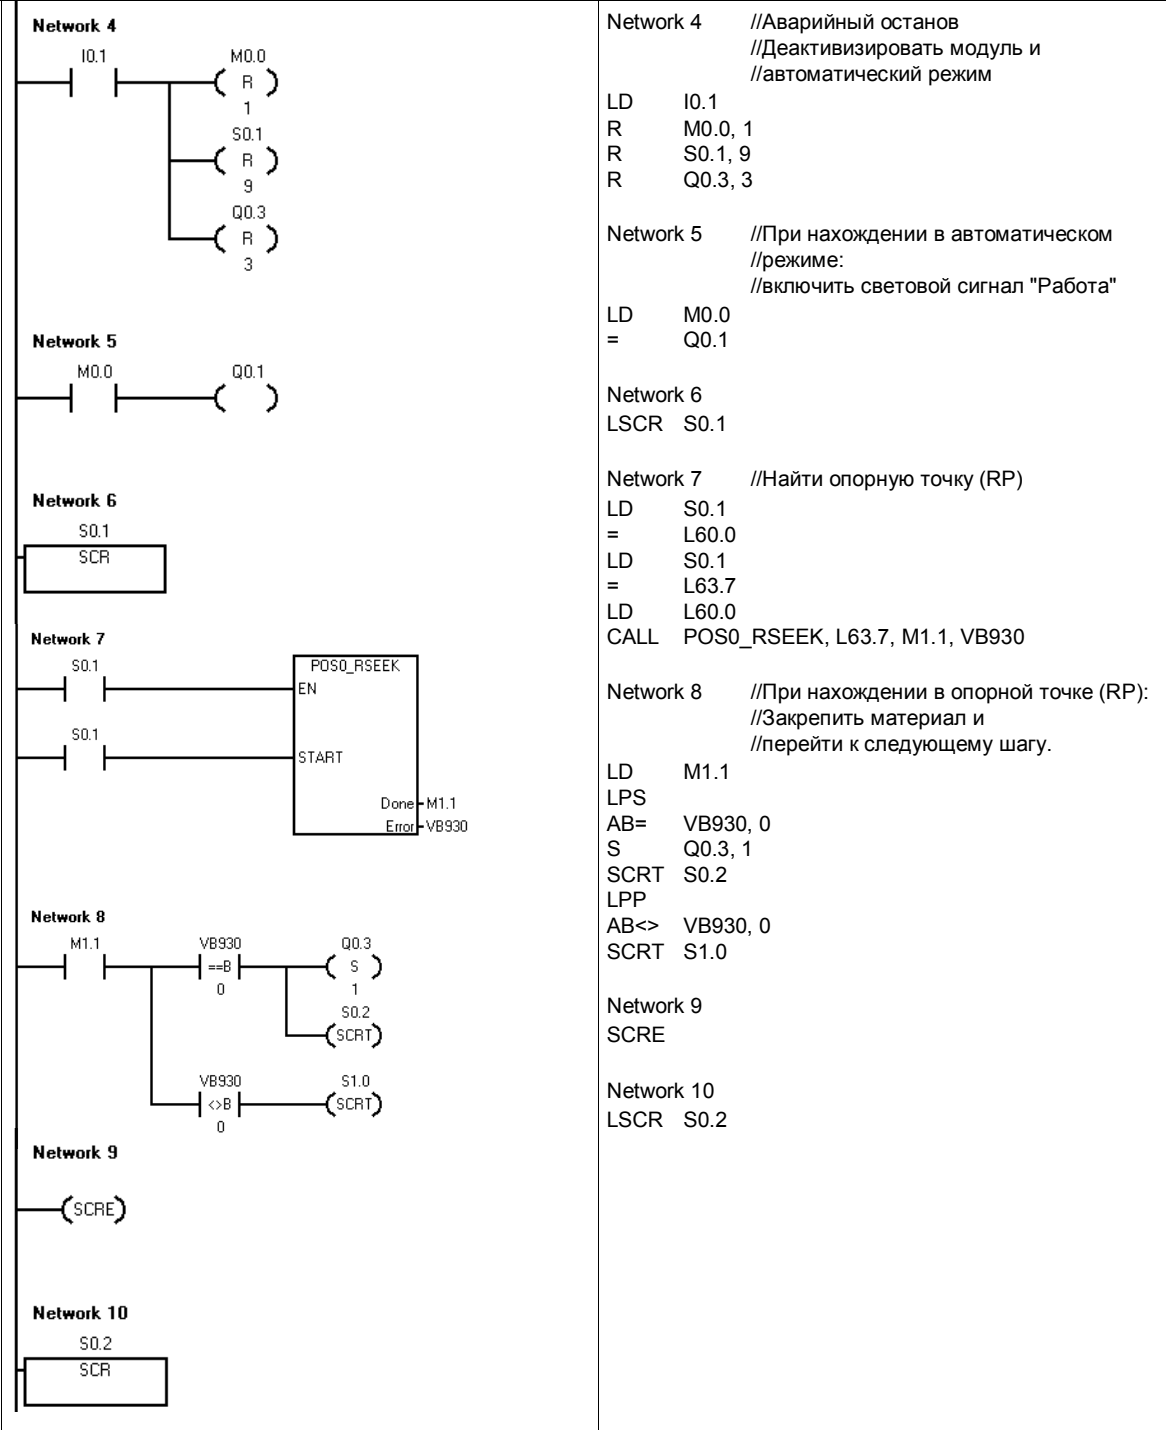 Network 4
I0.1
M0.0
R
1
S0.1
R
9
Q0.3
R
3
Network 5
M0.0
Q0.1
Network 6
S0.1
SCR
Network 7
S0.1
POS0_RSEEK
EN
S0.1
START
Done
M1.1
Error
VB930
Network 8
M1.1
VB930
==B
0
Q0.3
S
1
S0.2
SCRT
VB930
<>B
0
S1.0
SCRT
Network 9
SCRE
Network 10
S0.2
SCR
Network 4 //Аварийный останов
//Деактивизировать модуль и
//автоматический режим
LD I0.1
R M0.0, 1
R S0.1, 9
R Q0.3, 3
Network 5 //При нахождении в автоматическом
//режиме:
//включить световой сигнал "Работа"
LD M0.0
= Q0.1
Network 6
LSCR S0.1
Network 7 //Найти опорную точку (RP)
LD S0.1
= L60.0
LD S0.1
= L63.7
LD L60.0
CALL POS0_RSEEK, L63.7, M1.1, VB930
Network 8 //При нахождении в опорной точке (RP):
//Закрепить материал и
//перейти к следующему шагу.
LD M1.1
LPS
AB= VB930, 0
S Q0.3, 1
SCRT S0.2
LPP
AB<> VB930, 0
SCRT S1.0
Network 9
SCRE
Network 10
LSCR S0.2